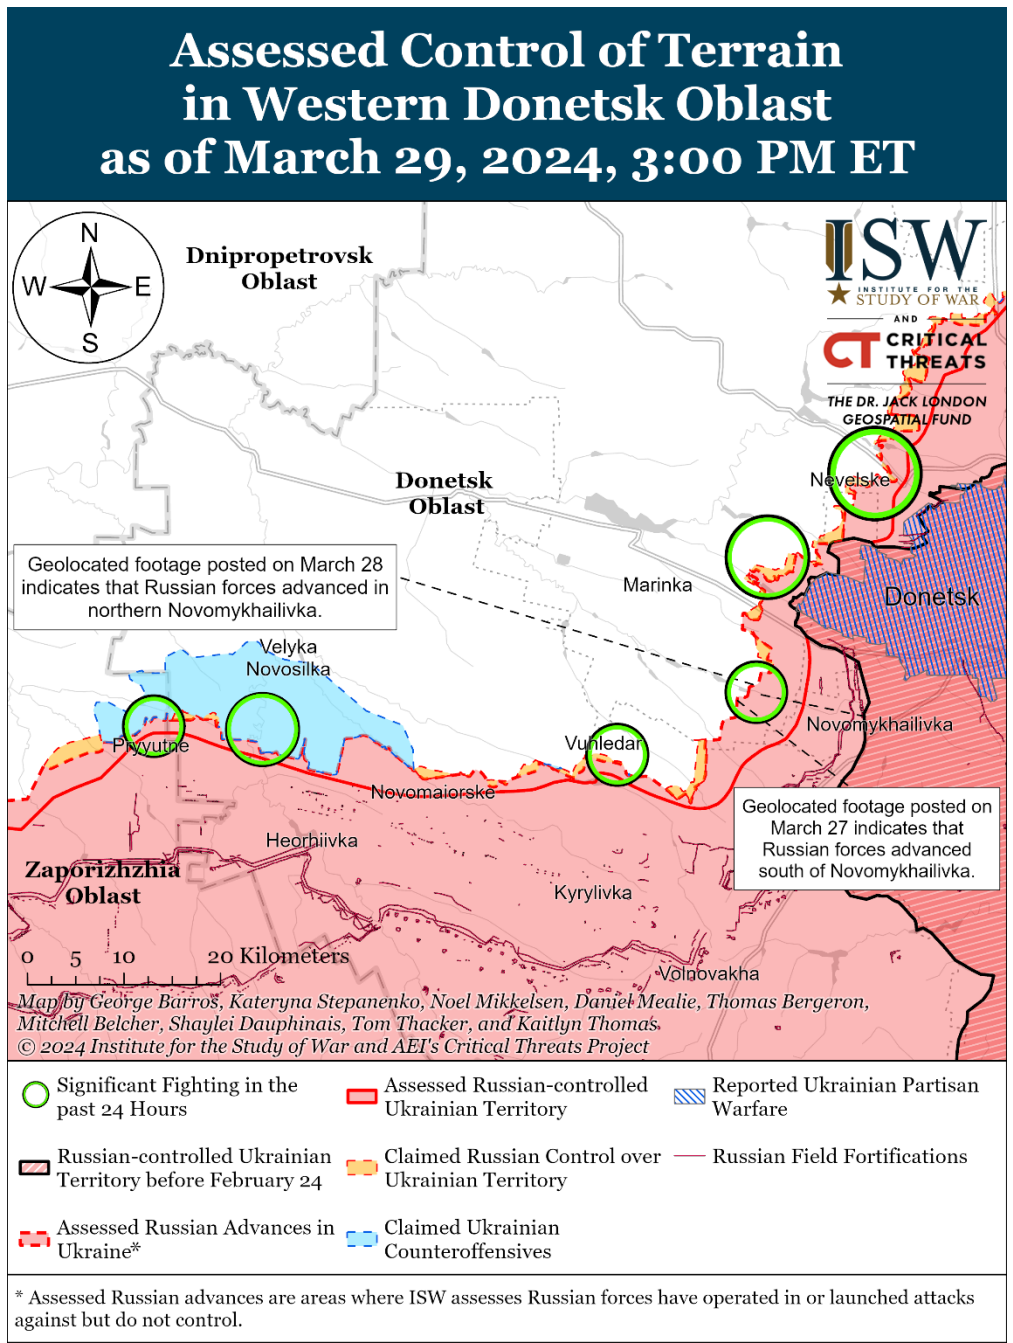 Assessed Control of Terrain
in Western Donetsk Oblast
as of March 29, 2024, 3:00 PM ET
N
W
E
S
Dnipropetrovsk
Oblast
ISW
INSTITUTE FOR THE
STUDY OF WAR
AND
CT CRITICAL
THREATS
THE DR. JACK LONDON
GEOSPATIAL FUND
Nevelske
Donetsk
Oblast
Geolocated footage posted on March 28
indicates that Russian forces advanced in
northern Novomykhailivka.
Marinka
Donetsk
Velyka
Novosilka
Novomykhailivka
Pryyutne
Vuhledar
Novomaiorske
Geolocated footage posted on
March 27 indicates that
Russian forces advanced
south of Novomykhailivka.
Heorhiivka
Zaporizhzhia
Oblast
Kyrylivka
Volnovakha
0 5 10 20 Kilometers
Map by George Barros, Kateryna Stepanenko, Noel Mikkelsen, Daniel Mealie, Thomas Bergeron,
Mitchell Belcher, Shaylei Dauphinais, Tom Thacker, and Kaitlyn Thomas.
© 2024 Institute for the Study of War and AEI's Critical Threats Project
Significant Fighting in the
past 24 Hours
Assessed Russian-controlled
Ukrainian Territory
Reported Ukrainian Partisan
Warfare
Russian-controlled Ukrainian
Territory before February 24
Claimed Russian Control over
Ukrainian Territory
Russian Field Fortifications
Assessed Russian Advances in
Ukraine*
Claimed Ukrainian
Counteroffensives
* Assessed Russian advances are areas where ISW assesses Russian forces have operated in or launched attacks
against but do not control.